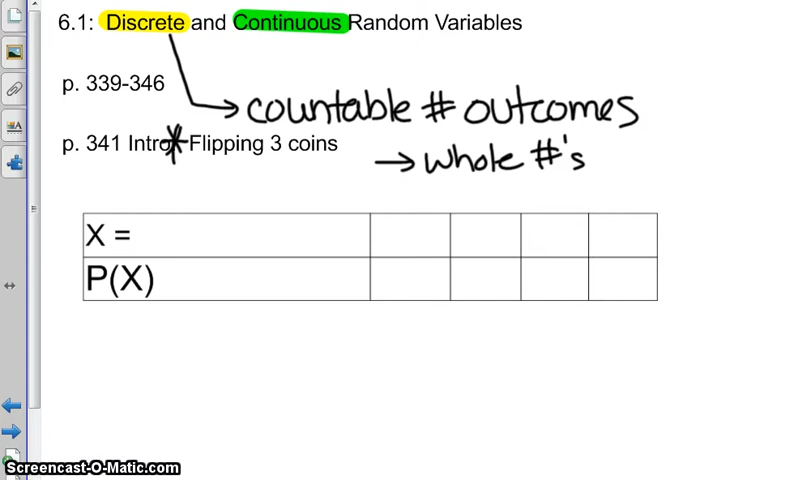 6.1: Discrete and Continuous Random Variables
p. 339-346
countable # outcomes
p. 341 Intro Flipping 3 coins
→ whole #'s
X =
P(X)
Screencast-O-Matic.com